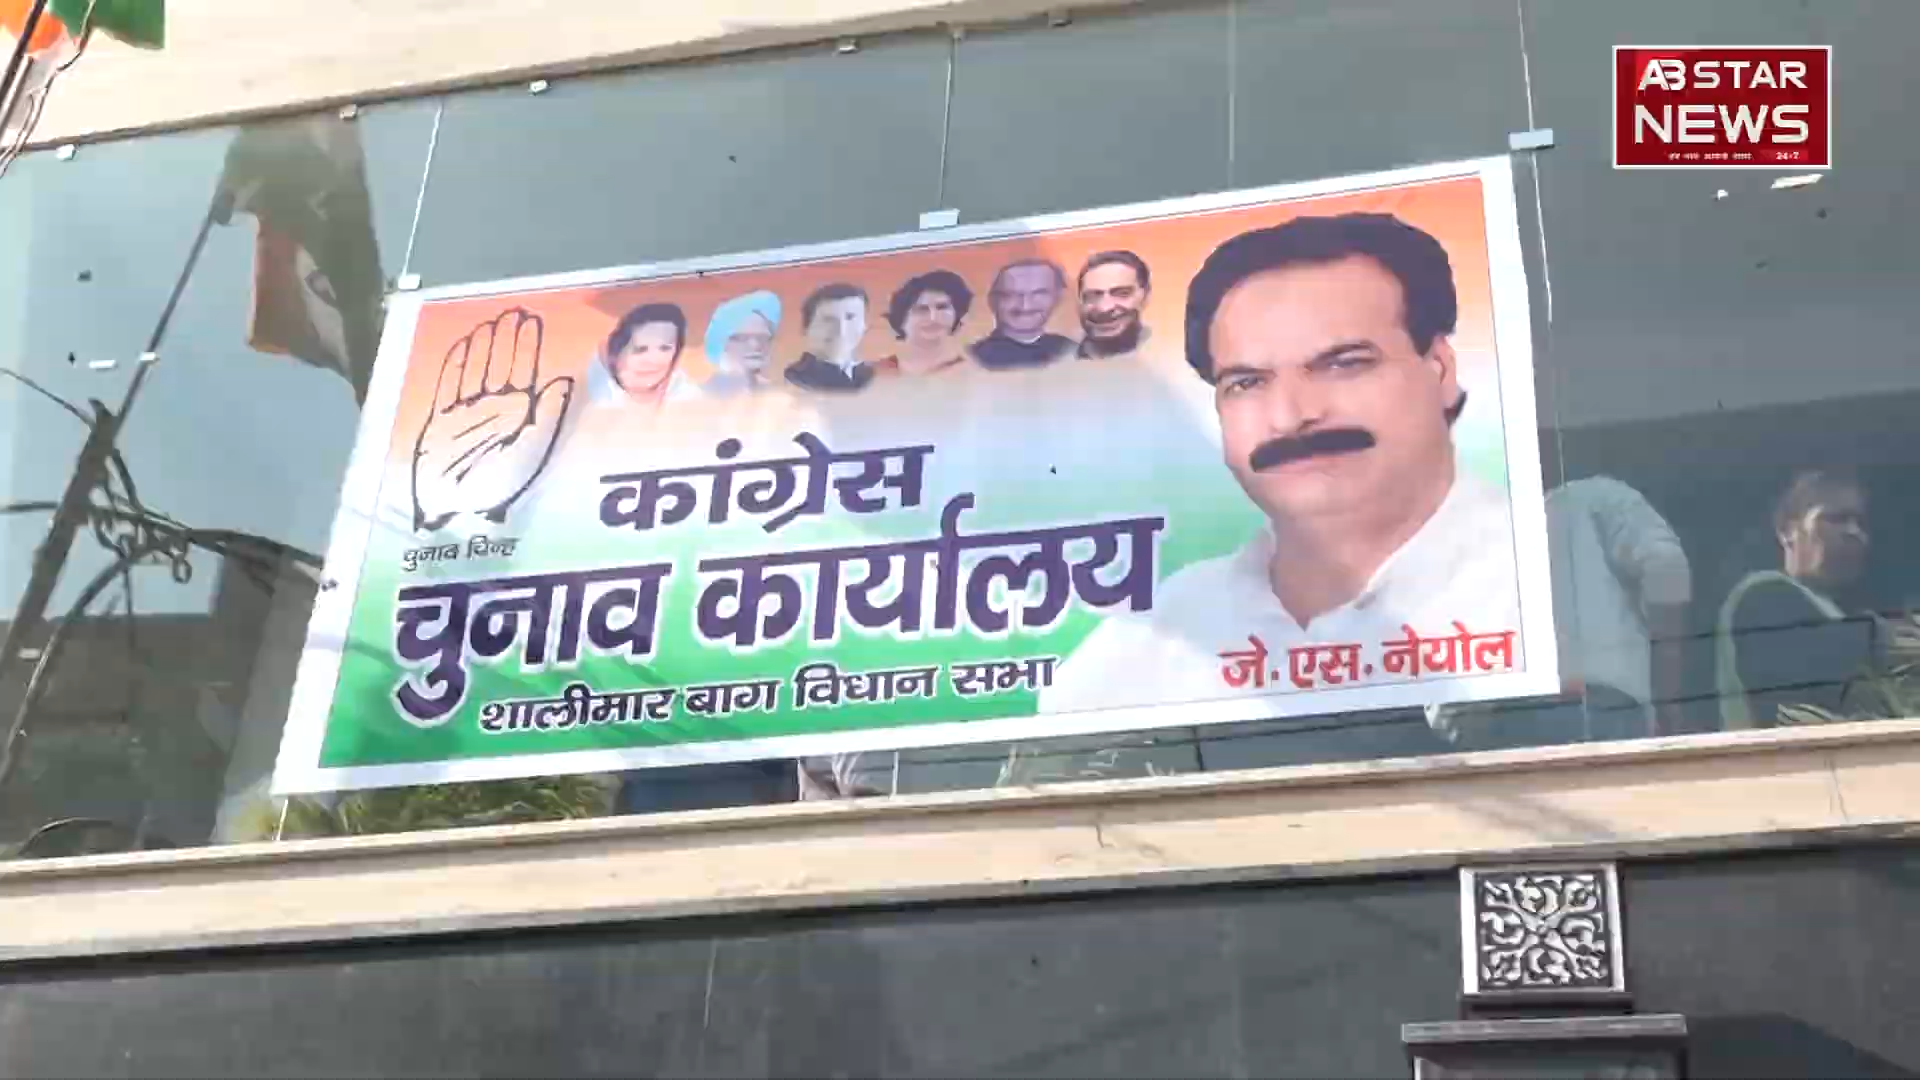 AB STAR
NEWS
24×7
कांग्रेस
चुनाव चिन्ह
चुनाव कार्यालय
शालीमार बाग विधान सभा
जे. एस. नेयोल